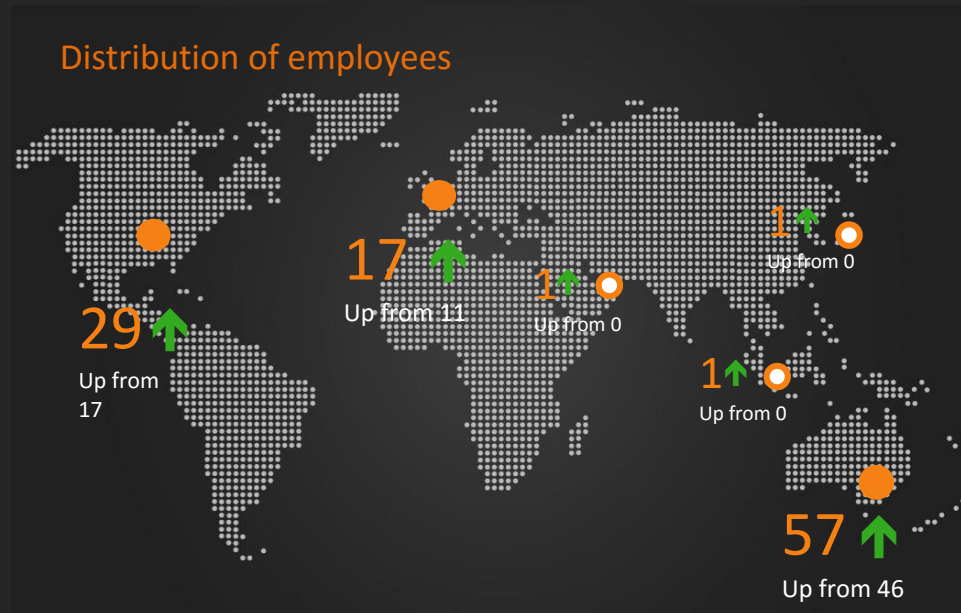 Distribution of employees
1
Up from 0
17
Up from 11
1
Up from 0
29
Up from
17
1
Up from 0
57
Up from 46